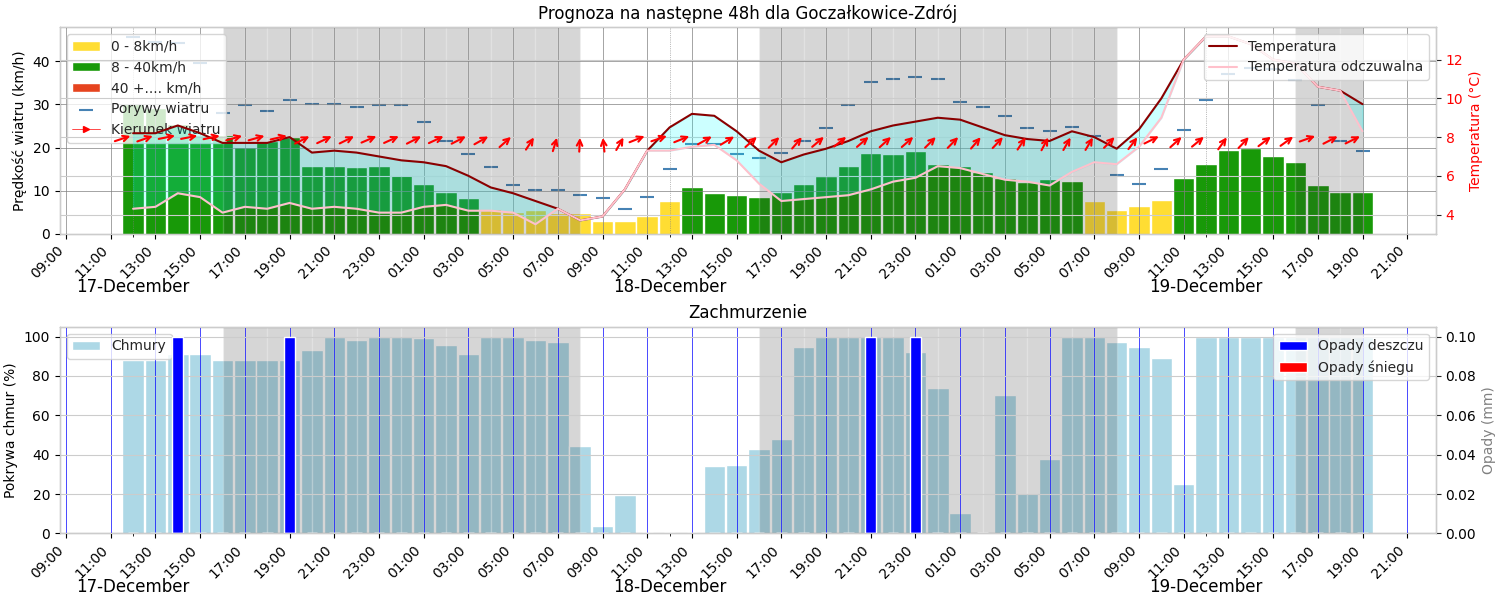 Prognoza na następne 48h dla Goczałkowice-Zdrój
0 - 8km/h
8 - 40km/h
40 +.... km/h
Porywy wiatru
Kierunek wiatru
Temperatura
Temperatura odczuwalna
Prędkość wiatru (km/h)
40
30
20
10
0
Temperatura (°C)
12
10
8
6
4
09:00 11:00 13:00 15:00 17:00 19:00 21:00 23:00 01:00 03:00 05:00 07:00 09:00 11:00 13:00 15:00 17:00 19:00 21:00 23:00 01:00 03:00 05:00 07:00 09:00 11:00 13:00 15:00 17:00 19:00 21:00
17-December 18-December 19-December
Zachmurzenie
Chmury
Opady deszczu
Opady śniegu
Pokrywa chmur (%)
100
80
60
40
20
0
Opady (mm)
0.10
0.08
0.06
0.04
0.02
0.00
09:00 11:00 13:00 15:00 17:00 19:00 21:00 23:00 01:00 03:00 05:00 07:00 09:00 11:00 13:00 15:00 17:00 19:00 21:00 23:00 01:00 03:00 05:00 07:00 09:00 11:00 13:00 15:00 17:00 19:00 21:00
17-December 18-December 19-December